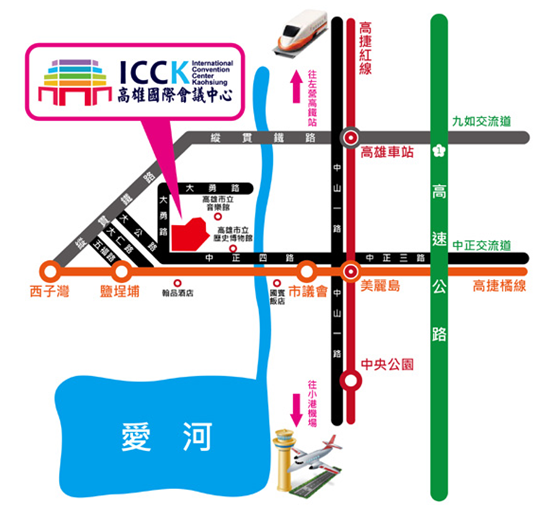 ICCK
International
Convention
Center
Kaohsiung
高雄國際會議中心
往左營高鐵站
高捷紅線
九如交流道
縱貫鐵路
高雄車站
1
高速公路
縱貫鐵路
大勇路
大勇路
高雄市立
音樂館
高雄市立
歷史博物館
中山一路
大公路
大仁路
五福路
中正四路
中正三路
中正交流道
西子灣
鹽埕埔
翰品酒店
國賓
飯店
市議會
美麗島
高捷橘線
中山一路
中央公園
往小港機場
愛河